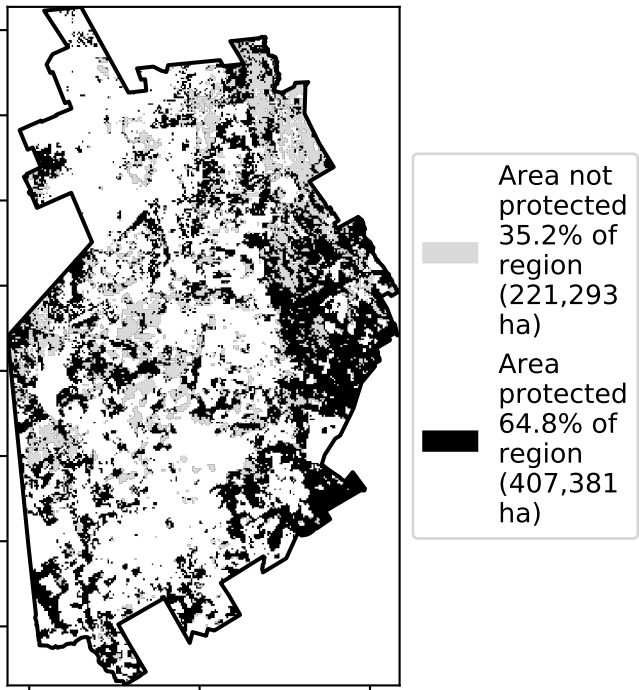 Area not
protected
35.2% of
region
(221,293
ha)
Area
protected
64.8% of
region
(407,381
ha)